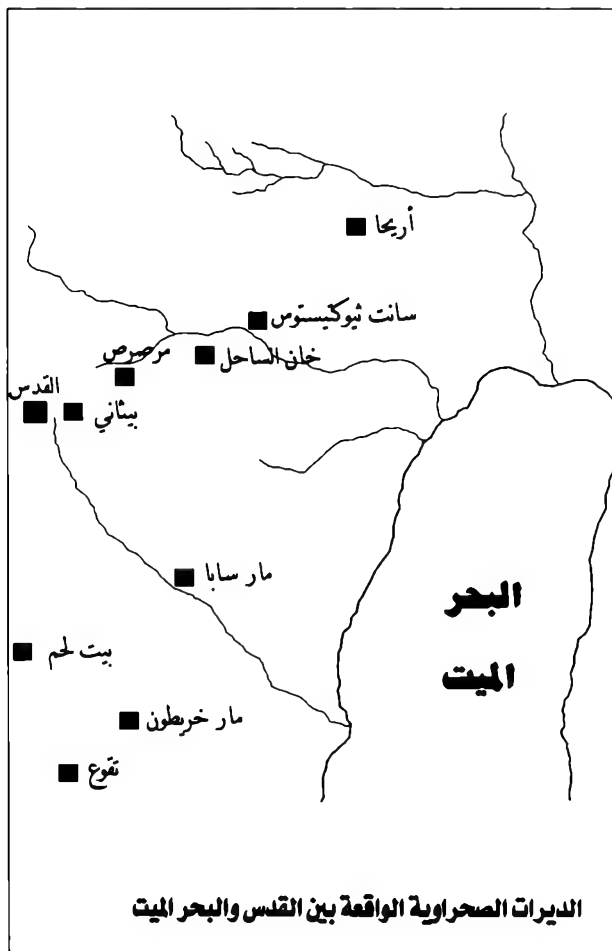 أريحا
سانت ثيوكتيستوس
خان الساحل
مرصرص
القدس
بيثاني
مار سابا
البحر
الميت
بيت لحم
مار خريطون
تقوع
الديرات الصحراوية الواقعة بين القدس والبحر الميت